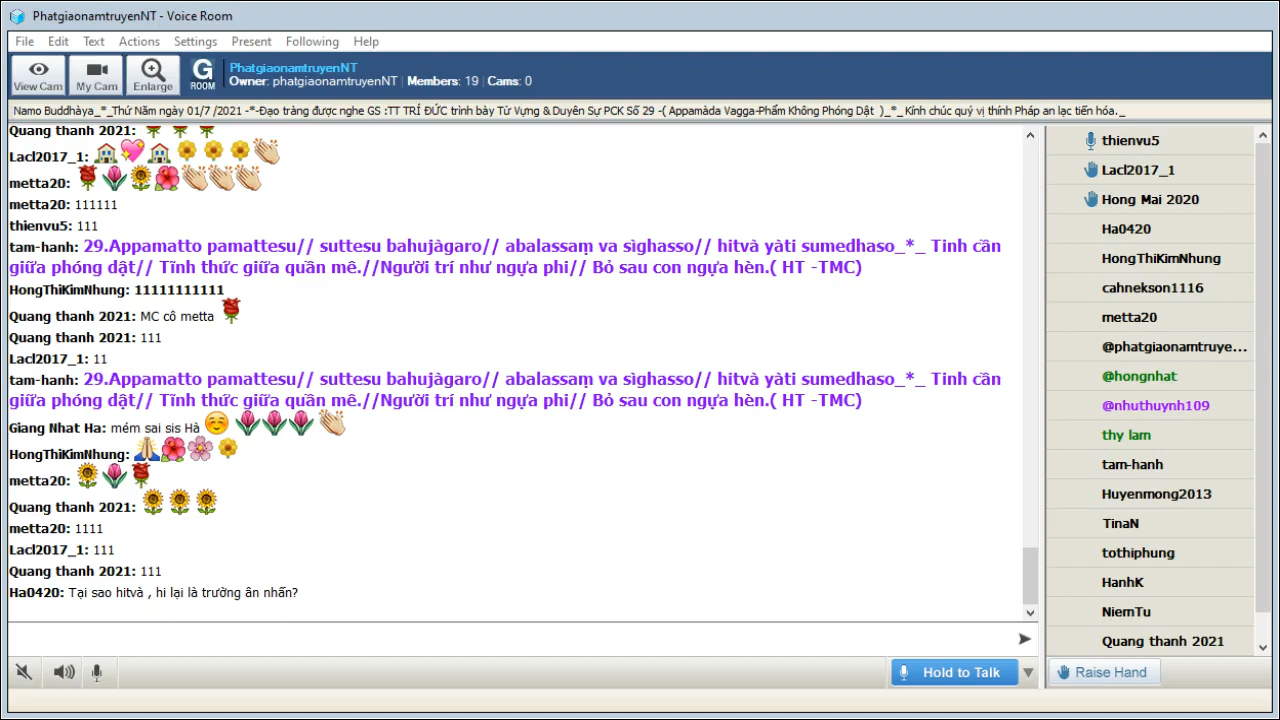 PhatgiaonamtruyenNT - Voice Room
File Edit Text Actions Settings Present Following Help
View Cam My Cam Enlarge G ROOM
PhatgiaonamtruyenNT
Owner: phatgiaonamtruyenNT Members: 19 Cams: 0
Namo Buddhàya_*_Thứ Năm ngày 01/7 /2021 -*-Đạo tràng được nghe GS :TT TRÍ ĐỨC trình bày Từ Vựng & Duyên Sự PCK Số 29 -( Appamàda Vagga-Phẩm Không Phóng Dật )_*_Kính chúc quý vị thính Pháp an lạc tiến hóa._
Quang thanh 2021:
Lacl2017_1:
metta20:
metta20: 111111
thienvu5: 111
tam-hanh: 29.Appamatto pamattesu// suttesu bahujàgaro// abalassaṃ va sìghasso// hitvà yàti sumedhaso_*_ Tinh cần
giữa phóng dật// Tĩnh thức giữa quần mê.//Người trí như ngựa phi// Bỏ sau con ngựa hèn.( HT -TMC)
HongThiKimNhung: 11111111111
Quang thanh 2021: MC cô metta
Quang thanh 2021: 111
Lacl2017_1: 11
tam-hanh: 29.Appamatto pamattesu// suttesu bahujàgaro// abalassaṃ va sìghasso// hitvà yàti sumedhaso_*_ Tinh cần
giữa phóng dật// Tĩnh thức giữa quần mê.//Người trí như ngựa phi// Bỏ sau con ngựa hèn.( HT -TMC)
Giang Nhat Ha: mém sai sis Hà
HongThiKimNhung:
metta20:
Quang thanh 2021:
metta20: 1111
Lacl2017_1: 111
Quang thanh 2021: 111
Ha0420: Tại sao hitvà , hi lại là trường ân nhấn?
Hold to Talk
thienvu5
Lacl2017_1
Hong Mai 2020
Ha0420
HongThiKimNhung
cahnekson1116
metta20
@phatgiaonamtruye...
@hongnhat
@nhuthuynh109
thy lam
tam-hanh
Huyenmong2013
TinaN
tothiphung
HanhK
NiemTu
Quang thanh 2021
Raise Hand